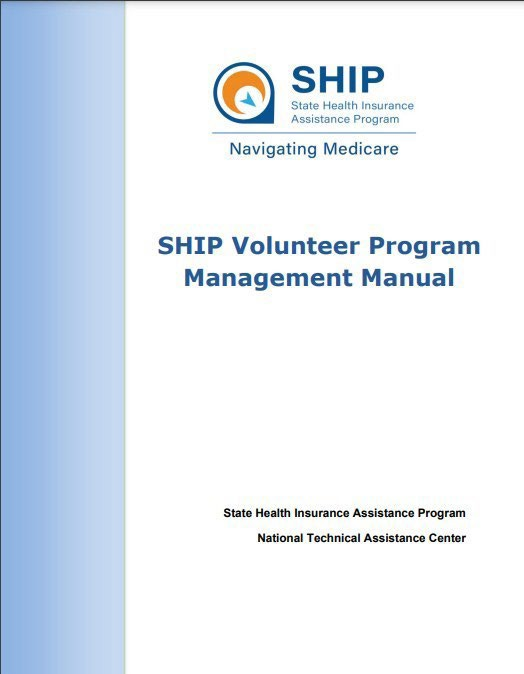 SHIP
State Health Insurance
Assistance Program
Navigating Medicare
SHIP Volunteer Program
Management Manual
State Health Insurance Assistance Program
National Technical Assistance Center